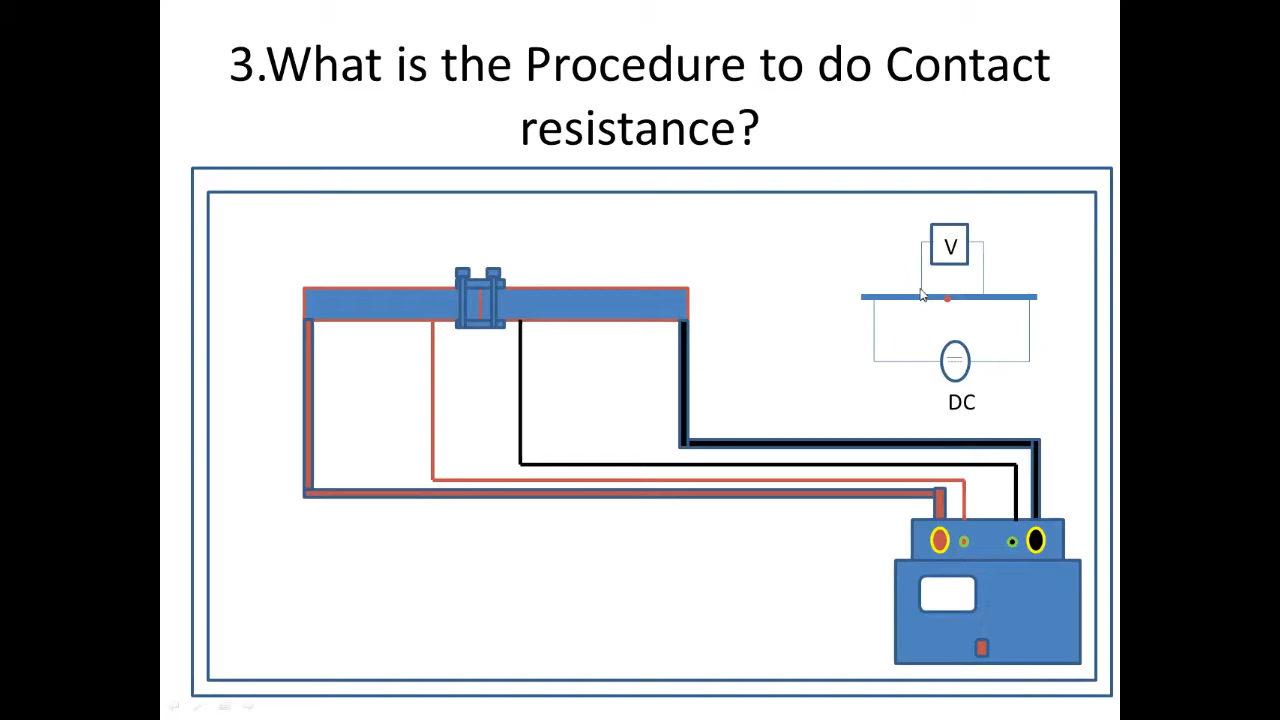 3.What is the Procedure to do Contact
resistance?
V
DC